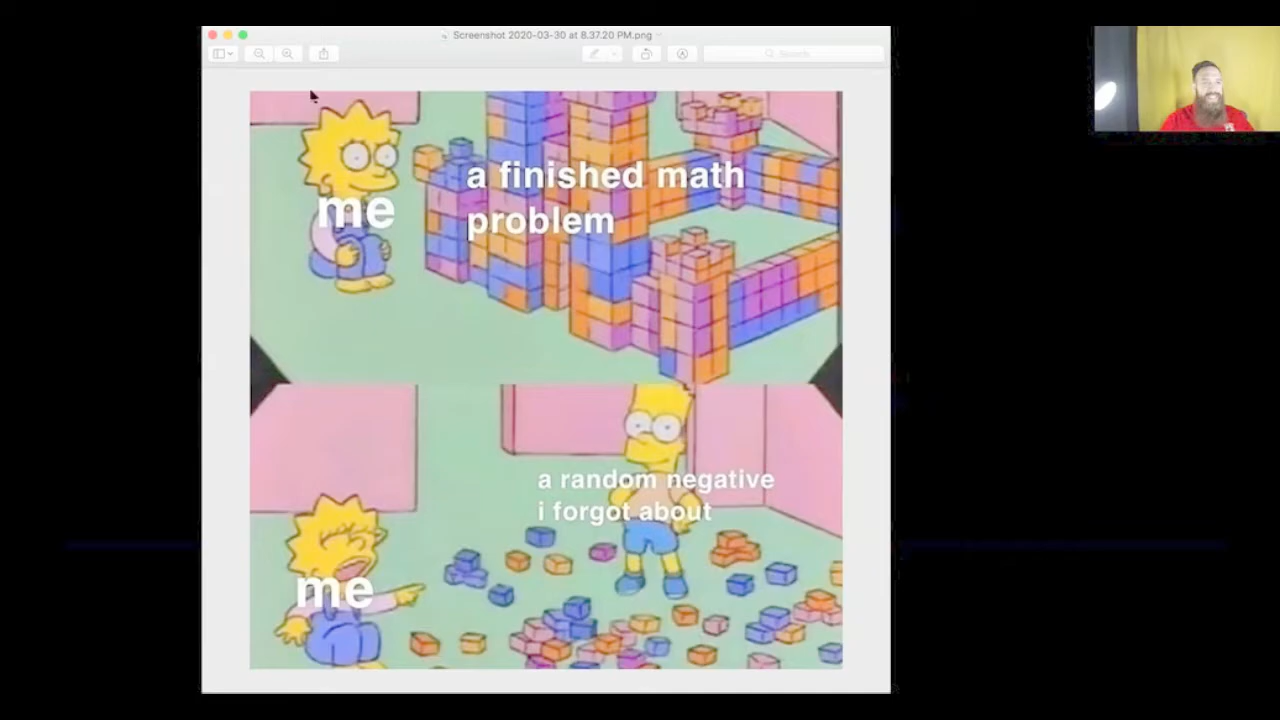 Screenshot 2020-03-30 at 8.37.20 PM.png
Search
a finished math
problem
me
a random negative
i forgot about
me